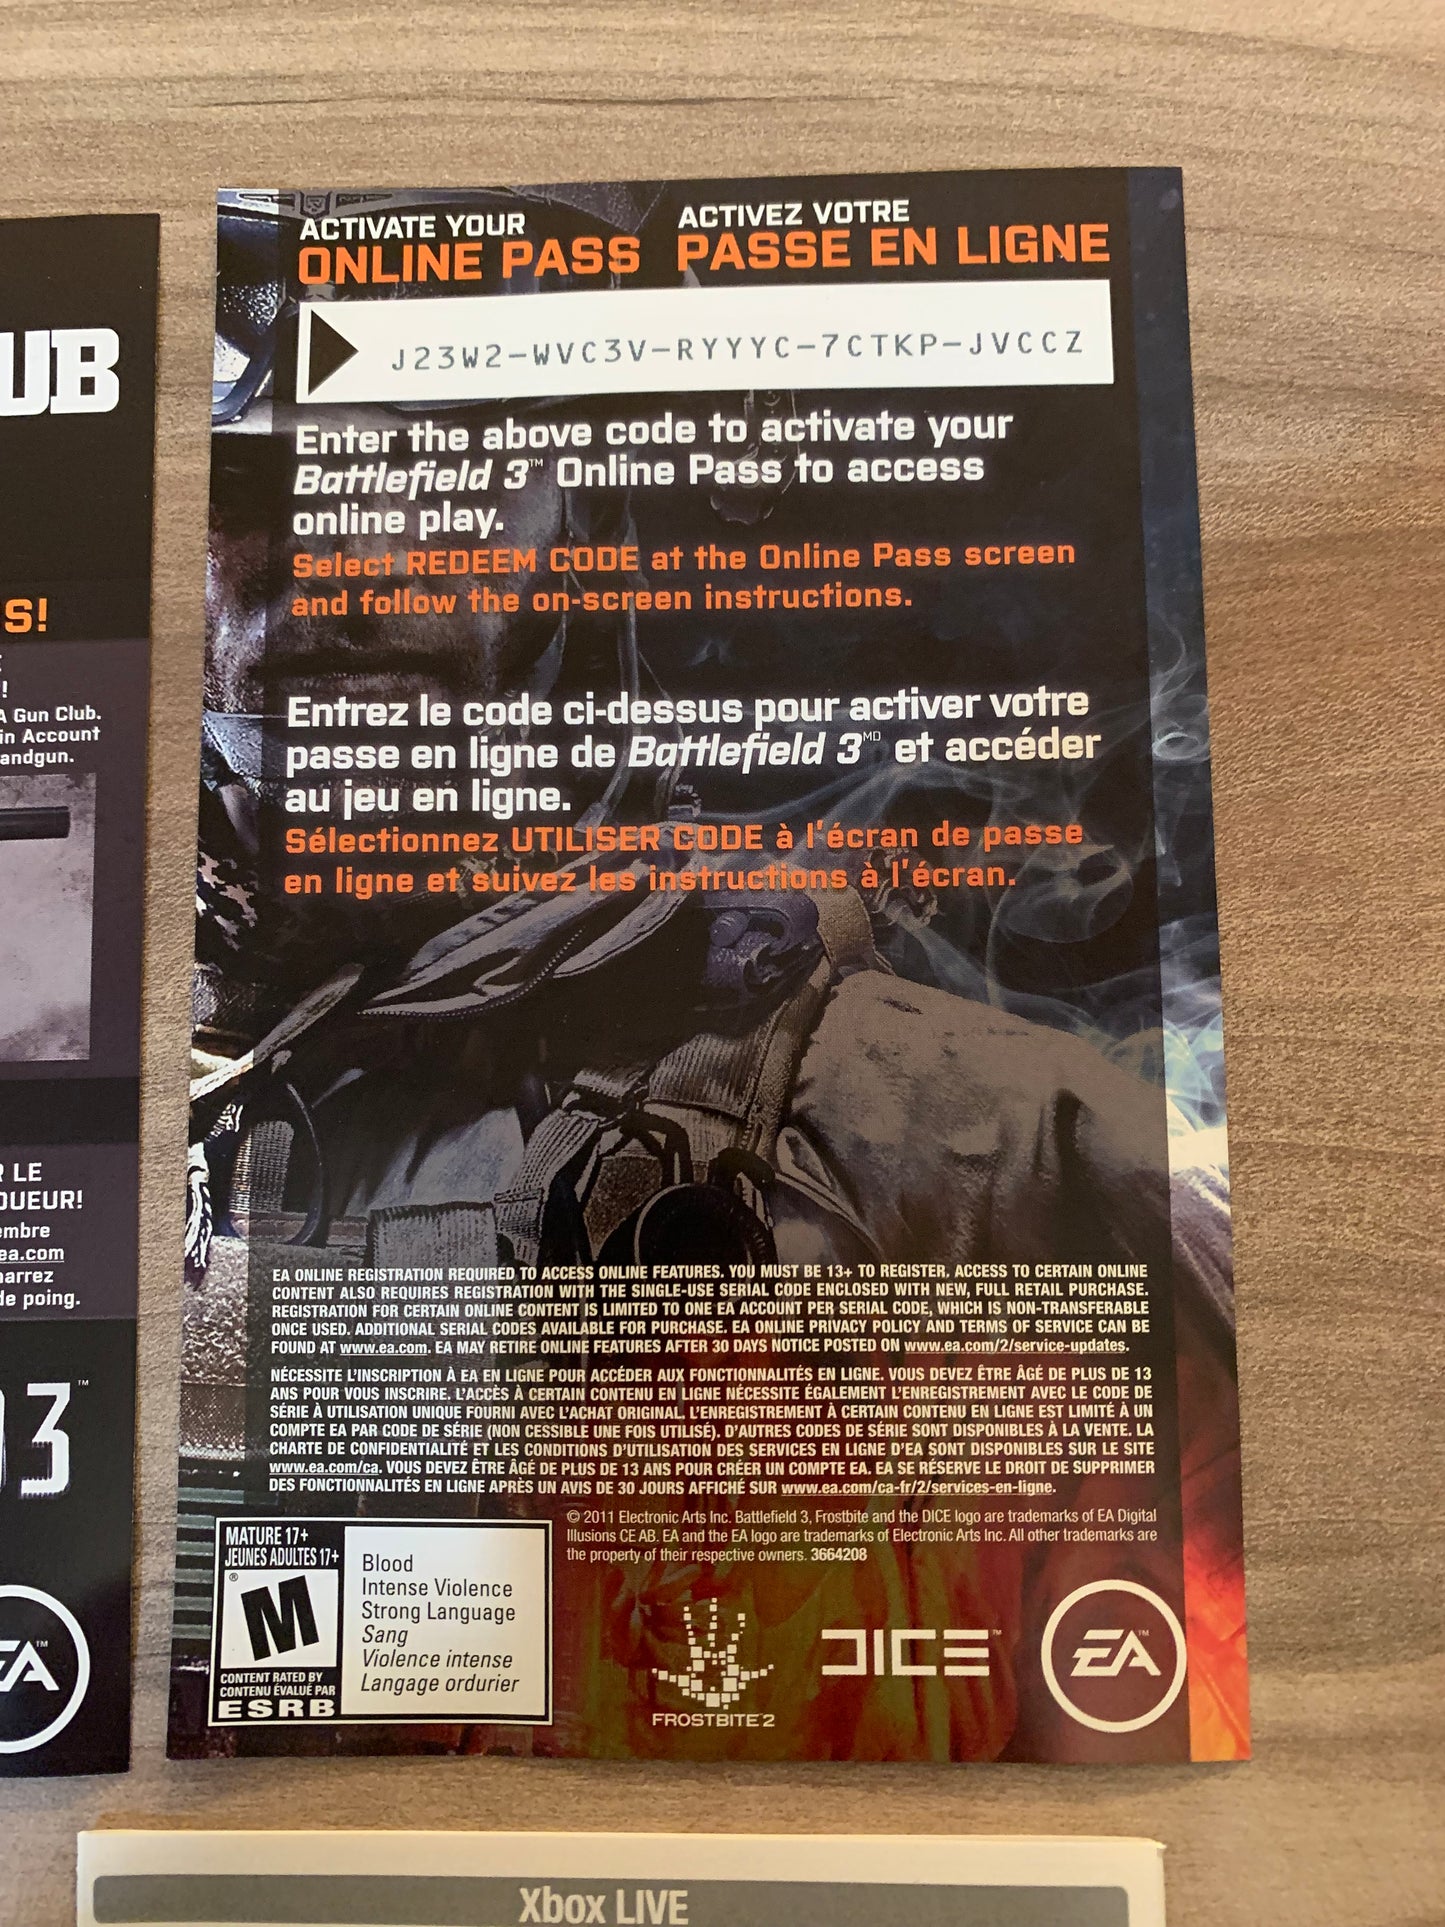 ACTIVATE YOUR
ONLINE PASS
ACTIVEZ VOTRE
PASSE EN LIGNE
J23W2-WVC3V-RYYYC-7CTKP-JVCCZ
Enter the above code to activate your
Battlefield 3™ Online Pass to access
online play.
Select REDEEM CODE at the Online Pass screen
and follow the on-screen instructions.
Entrez le code ci-dessus pour activer votre
passe en ligne de Battlefield 3MD et accéder
au jeu en ligne.
Sélectionnez UTILISER CODE à l'écran de passe
en ligne et suivez les instructions à l'écran.
EA ONLINE REGISTRATION REQUIRED TO ACCESS ONLINE FEATURES. YOU MUST BE 13+ TO REGISTER. ACCESS TO CERTAIN ONLINE
CONTENT ALSO REQUIRES REGISTRATION WITH THE SINGLE-USE SERIAL CODE ENCLOSED WITH NEW, FULL RETAIL PURCHASE.
REGISTRATION FOR CERTAIN ONLINE CONTENT IS LIMITED TO ONE EA ACCOUNT PER SERIAL CODE, WHICH IS NON-TRANSFERABLE
ONCE USED. ADDITIONAL SERIAL CODES AVAILABLE FOR PURCHASE. EA ONLINE PRIVACY POLICY AND TERMS OF SERVICE CAN BE
FOUND AT www.ea.com. EA MAY RETIRE ONLINE FEATURES AFTER 30 DAYS NOTICE POSTED ON www.ea.com/2/service-updates.
NÉCESSITE L'INSCRIPTION À EA EN LIGNE POUR ACCÉDER AUX FONCTIONNALITÉS EN LIGNE. VOUS DEVEZ ÊTRE ÂGÉ DE PLUS DE 13
ANS POUR VOUS INSCRIRE. L'ACCÈS À CERTAIN CONTENU EN LIGNE NÉCESSITE ÉGALEMENT L'ENREGISTREMENT AVEC LE CODE DE
SÉRIE À UTILISATION UNIQUE FOURNI AVEC L'ACHAT ORIGINAL. L'ENREGISTREMENT À CERTAIN CONTENU EN LIGNE EST LIMITÉ À UN
COMPTE EA PAR CODE DE SÉRIE (NON CESSIBLE UNE FOIS UTILISÉ). D'AUTRES CODES DE SÉRIE SONT DISPONIBLES À LA VENTE. LA
CHARTE DE CONFIDENTIALITÉ ET LES CONDITIONS D'UTILISATION DES SERVICES EN LIGNE D'EA SONT DISPONIBLES SUR LE SITE
www.ea.com/ca. VOUS DEVEZ ÊTRE ÂGÉ DE PLUS DE 13 ANS POUR CRÉER UN COMPTE EA. EA SE RÉSERVE LE DROIT DE SUPPRIMER
DES FONCTIONNALITÉS EN LIGNE APRÈS UN AVIS DE 30 JOURS AFFICHÉ SUR www.ea.com/ca-fr/2/services-en-ligne.
© 2011 Electronic Arts Inc. Battlefield 3, Frostbite and the DICE logo are trademarks of EA Digital
Illusions CE AB. EA and the EA logo are trademarks of Electronic Arts Inc. All other trademarks are
the property of their respective owners. 3664208
MATURE 17+
JEUNES ADULTES 17+
M®
CONTENT RATED BY
CONTENU ÉVALUÉ PAR
ESRB
Blood
Intense Violence
Strong Language
Sang
Violence intense
Langage ordurier
FROSTBITE™2
DICE™
EA™
UB
S!
!
A Gun Club.
in Account
andgun.
R LE
OUEUR!
embre
ea.com
narrez
de poing.
3™
EA™
Xbox LIVE